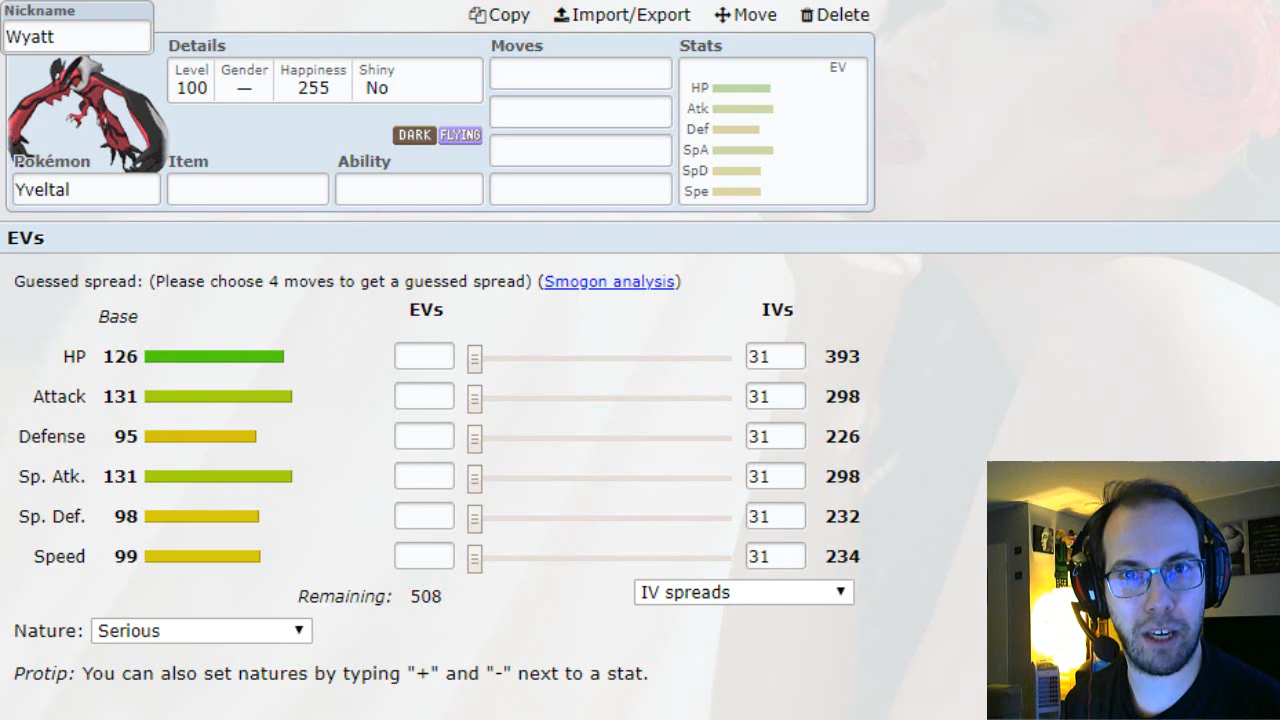 Nickname
Wyatt
Copy Import/Export Move Delete
Details
Level Gender Happiness Shiny
100 — 255 No
DARK FLYING
Pokémon Item Ability
Yveltal
Moves
Stats
EV
HP
Atk
Def
SpA
SpD
Spe
EVs
Guessed spread: (Please choose 4 moves to get a guessed spread) (Smogon analysis)
Base EVs IVs
HP 126 31 393
Attack 131 31 298
Defense 95 31 226
Sp. Atk. 131 31 298
Sp. Def. 98 31 232
Speed 99 31 234
Remaining: 508 IV spreads
Nature: Serious
Protip: You can also set natures by typing "+" and "-" next to a stat.